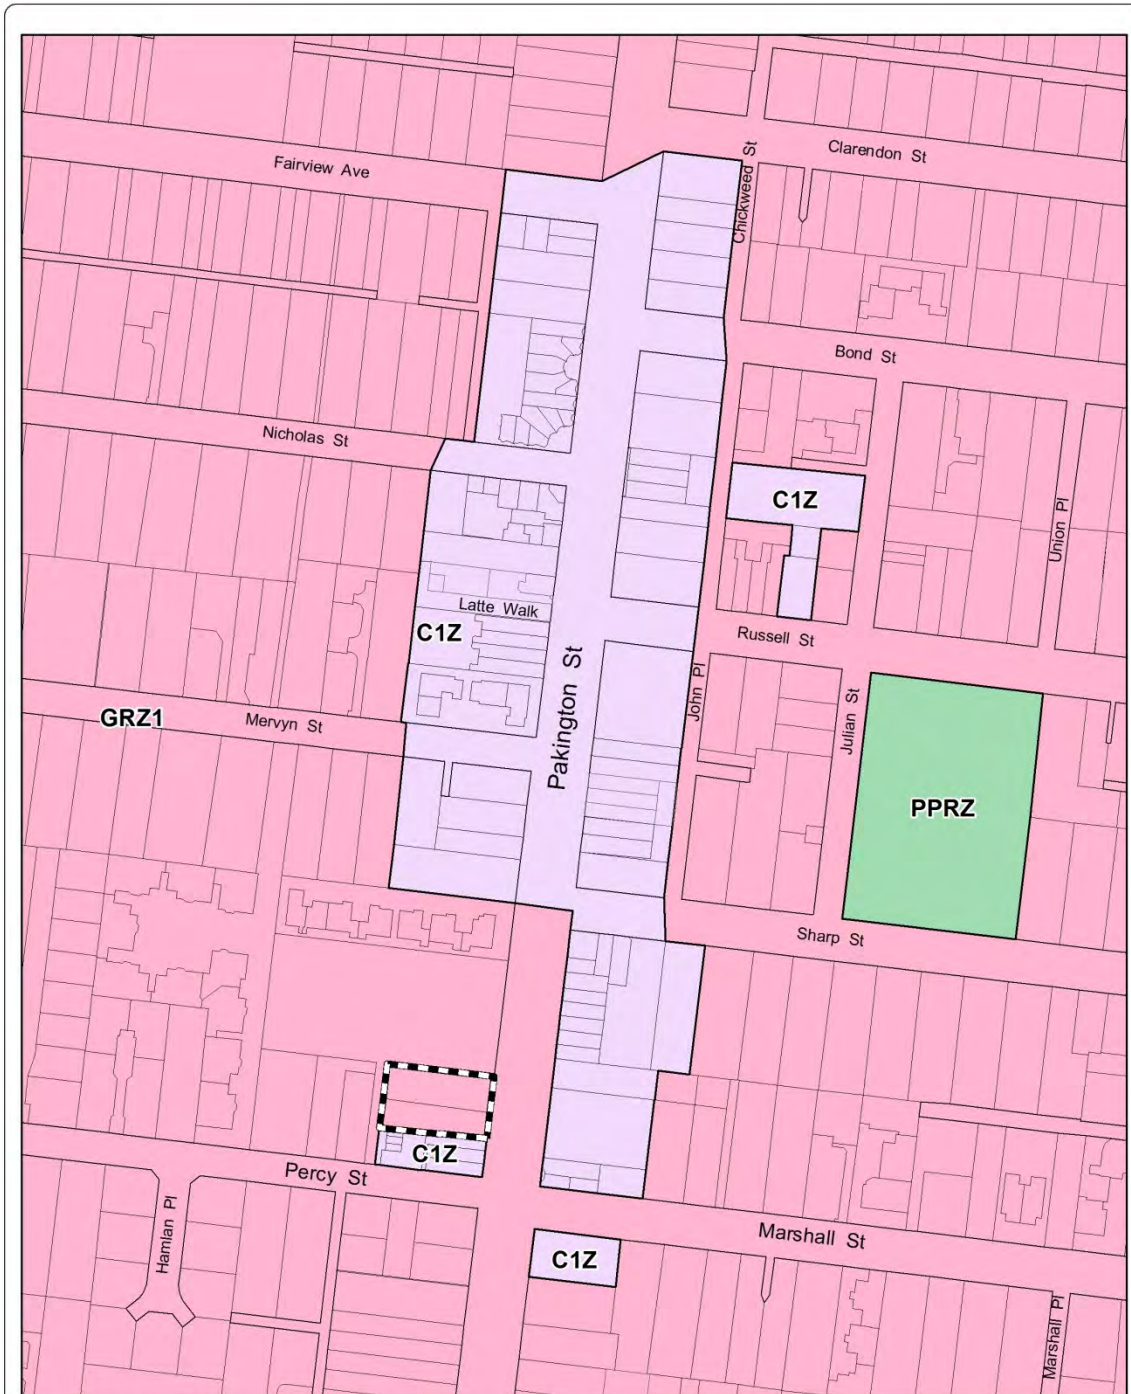 Clarendon St
Fairview Ave
Chickweed St
Bond St
Nicholas St
C1Z
Union Pl
Latte Walk
C1Z
Russell St
Pakington St
John Pl
Julian St
GRZ1
Mervyn St
PPRZ
Sharp St
C1Z
Percy St
Hamlan Pl
Marshall St
C1Z
Marshall Pl